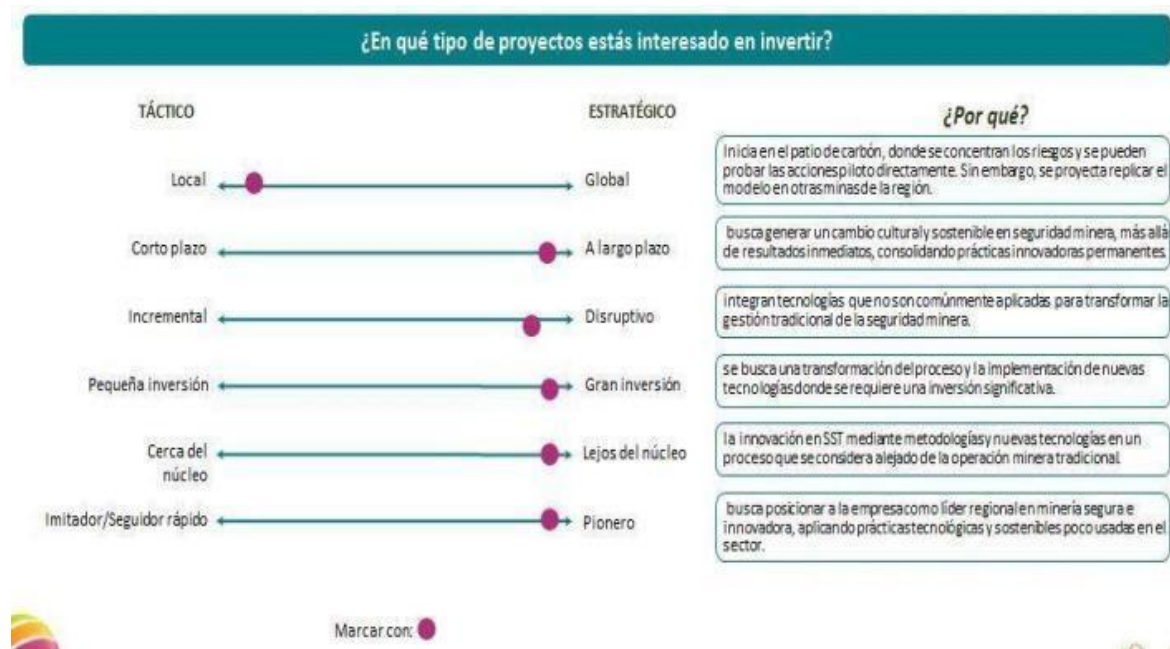 ¿En qué tipo de proyectos estás interesado en invertir?
TÁCTICO
ESTRATÉGICO
¿Por qué?
Local
Global
Inicia en el patio de carbón, donde se concentran los riesgos y se pueden
probar las acciones piloto directamente. Sin embargo, se proyecta replicar el
modelo en otras minas de la región.
Corto plazo
A largo plazo
busca generar un cambio cultural y sostenible en seguridad minera, más allá
de resultados inmediatos, consolidando prácticas innovadoras permanentes.
Incremental
Disruptivo
integran tecnologías que no son comúnmente aplicadas para transformar la
gestión tradicional de la seguridad minera.
Pequeña inversión
Gran inversión
se busca una transformación del proceso y la implementación de nuevas
tecnologías donde se requiere una inversión significativa.
Cerca del
núcleo
Lejos del núcleo
la innovación en SST mediante metodologías y nuevas tecnologías en un
proceso que se considera alejado de la operación minera tradicional.
Imitador/Seguidor rápido
Pionero
busca posicionar a la empresa como líder regional en minería segura e
innovadora, aplicando prácticas tecnológicas y sostenibles poco usadas en el
sector.
Marcar con: